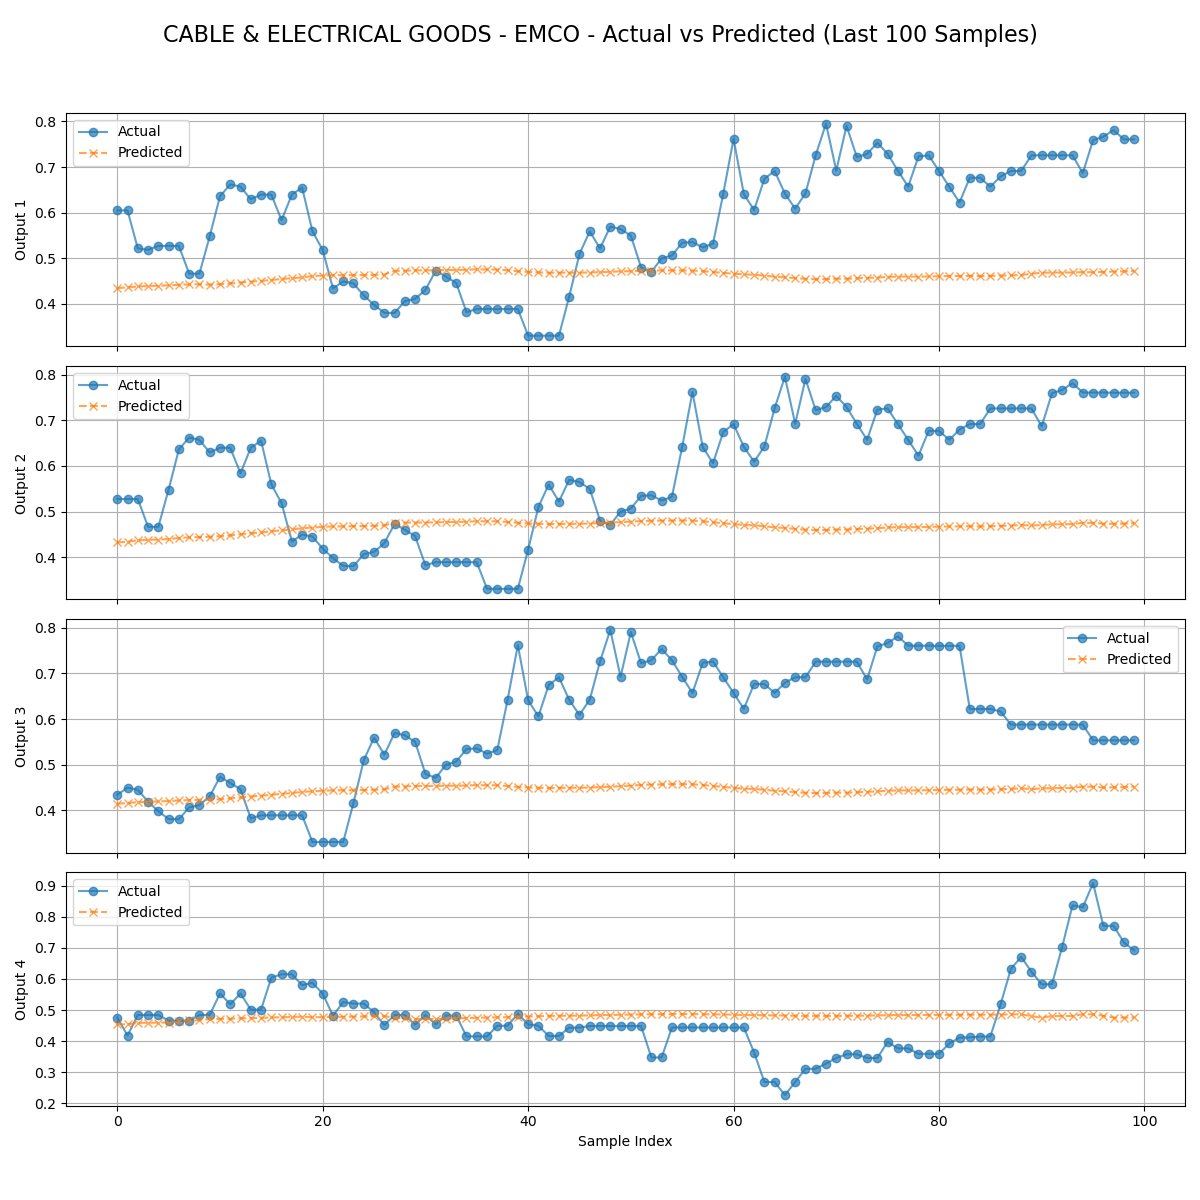 CABLE & ELECTRICAL GOODS - EMCO - Actual vs Predicted (Last 100 Samples)
Actual
Predicted
0.8
0.7
0.6
0.5
0.4
Output 1
Actual
Predicted
0.8
0.7
0.6
0.5
0.4
Output 2
Actual
Predicted
0.8
0.7
0.6
0.5
0.4
Output 3
Actual
Predicted
0.9
0.8
0.7
0.6
0.5
0.4
0.3
0.2
Output 4
0 20 40 60 80 100
Sample Index